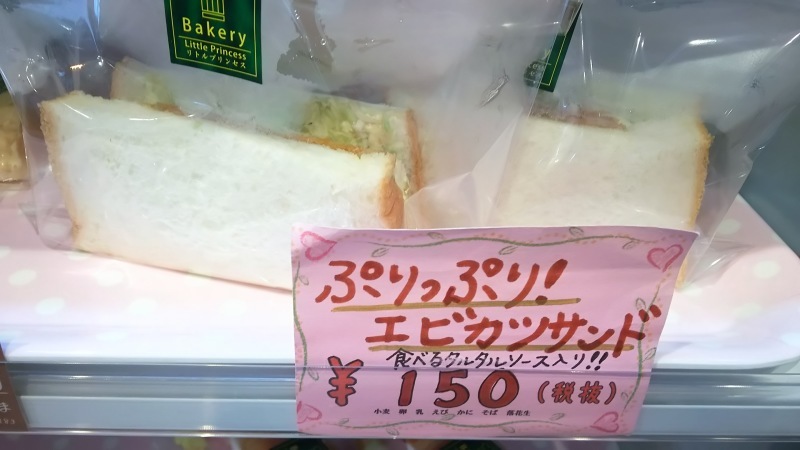 Bakery
Little Princess
リトルプリンセス
ぷりっぷり!
エビカツサンド
食べるタルタルソース入り!!
¥150(税抜)
小麦 卵 乳 えび かに そば 落花生